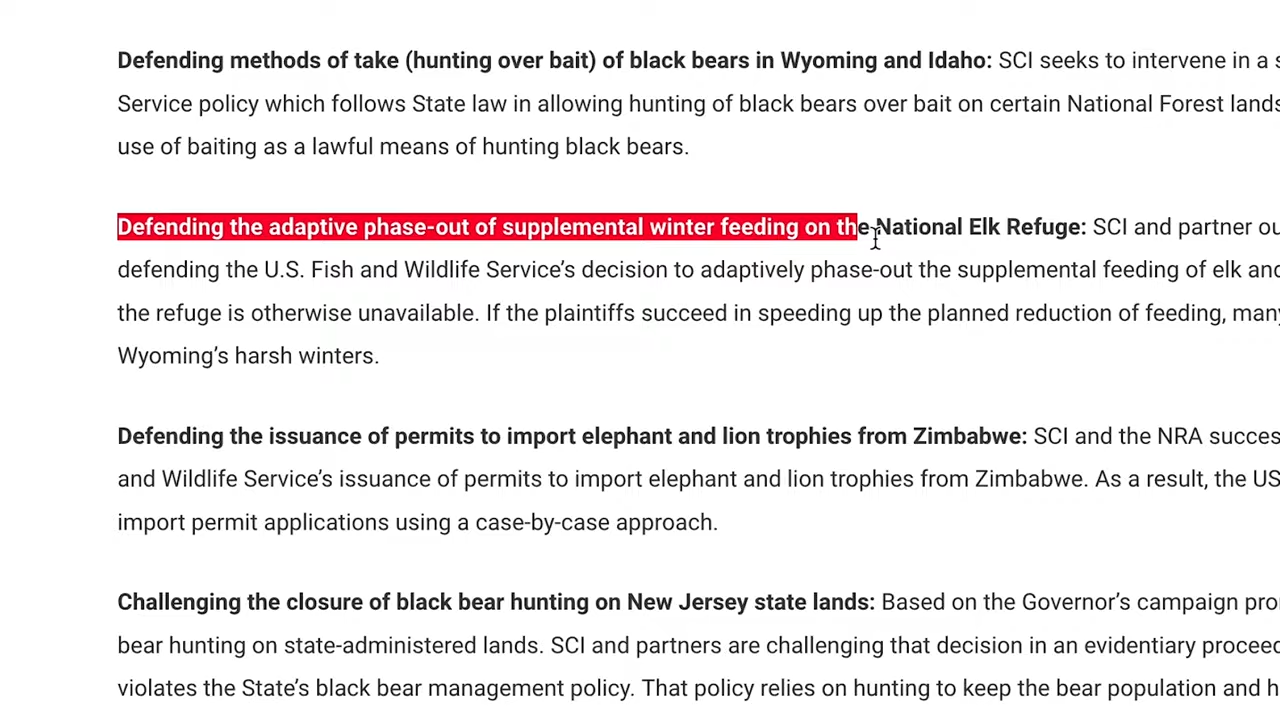 Defending methods of take (hunting over bait) of black bears in Wyoming and Idaho: SCI seeks to intervene in a
Service policy which follows State law in allowing hunting of black bears over bait on certain National Forest lands
use of baiting as a lawful means of hunting black bears.
Defending the adaptive phase-out of supplemental winter feeding on the National Elk Refuge: SCI and partner
defending the U.S. Fish and Wildlife Service’s decision to adaptively phase-out the supplemental feeding of elk
the refuge is otherwise unavailable. If the plaintiffs succeed in speeding up the planned reduction of feeding,
Wyoming’s harsh winters.
Defending the issuance of permits to import elephant and lion trophies from Zimbabwe: SCI and the NRA
and Wildlife Service’s issuance of permits to import elephant and lion trophies from Zimbabwe. As a result, the
import permit applications using a case-by-case approach.
Challenging the closure of black bear hunting on New Jersey state lands: Based on the Governor’s campaign
bear hunting on state-administered lands. SCI and partners are challenging that decision in an evidentiary
violates the State’s black bear management policy. That policy relies on hunting to keep the bear population and